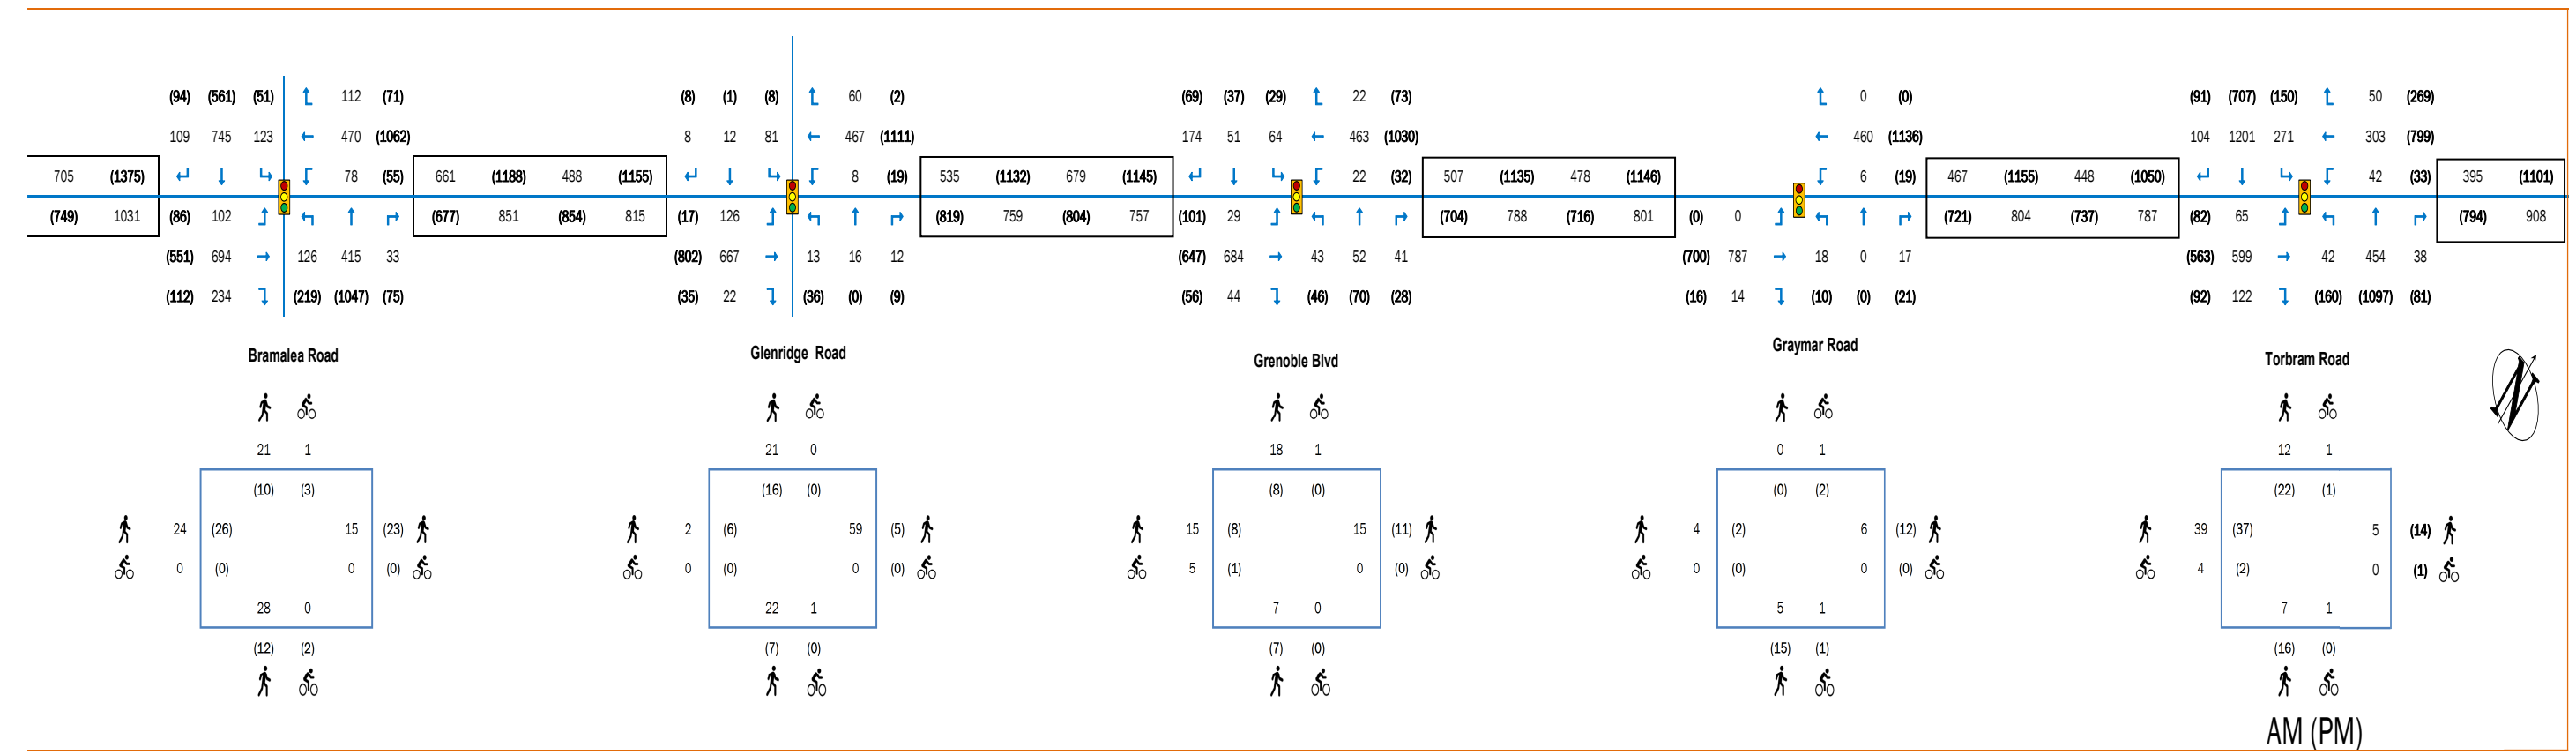 (94) (561) (51) 112 (71) (8) (1) (8) 60 (2) (69) (37) (29) 22 (73) 0 (0) (91) (707) (150) 50 (269)
109 745 123 470 (1062) 8 12 81 467 (1111) 174 51 64 463 (1030) 460 (1136) 104 1201 271 303 (799)
705 (1375) 78 (55) 661 (1188) 488 (1155) 8 (19) 535 (1132) 679 (1145) 22 (32) 507 (1135) 478 (1146) 6 (19) 467 (1155) 448 (1050) 42 (33) 395 (1101)
(749) 1031 (86) 102 (677) 851 (854) 815 (17) 126 (819) 759 (804) 757 (101) 29 (704) 788 (716) 801 (0) 0 (721) 804 (737) 787 (82) 65 (794) 908
(551) 694 126 415 33 (802) 667 13 16 12 (647) 684 43 52 41 (700) 787 18 0 17 (563) 599 42 454 38
(112) 234 (219) (1047) (75) (35) 22 (36) (0) (9) (56) 44 (46) (70) (28) (16) 14 (10) (0) (21) (92) 122 (160) (1097) (81)
Bramalea Road Glenridge Road Grenoble Blvd Graymar Road Torbram Road
N
21 1 21 0 18 1 0 1 12 1
(10) (3) (16) (0) (8) (0) (0) (2) (22) (1)
24 (26) 15 (23) 2 (6) 59 (5) 15 (8) 15 (11) 4 (2) 6 (12) 39 (37) 5 (14)
0 (0) 0 (0) 0 (0) 0 (0) 5 (1) 0 (0) 0 (0) 0 (0) 4 (2) 0 (1)
28 0 22 1 7 0 5 1 7 1
(12) (2) (7) (0) (7) (0) (15) (1) (16) (0)
AM (PM)